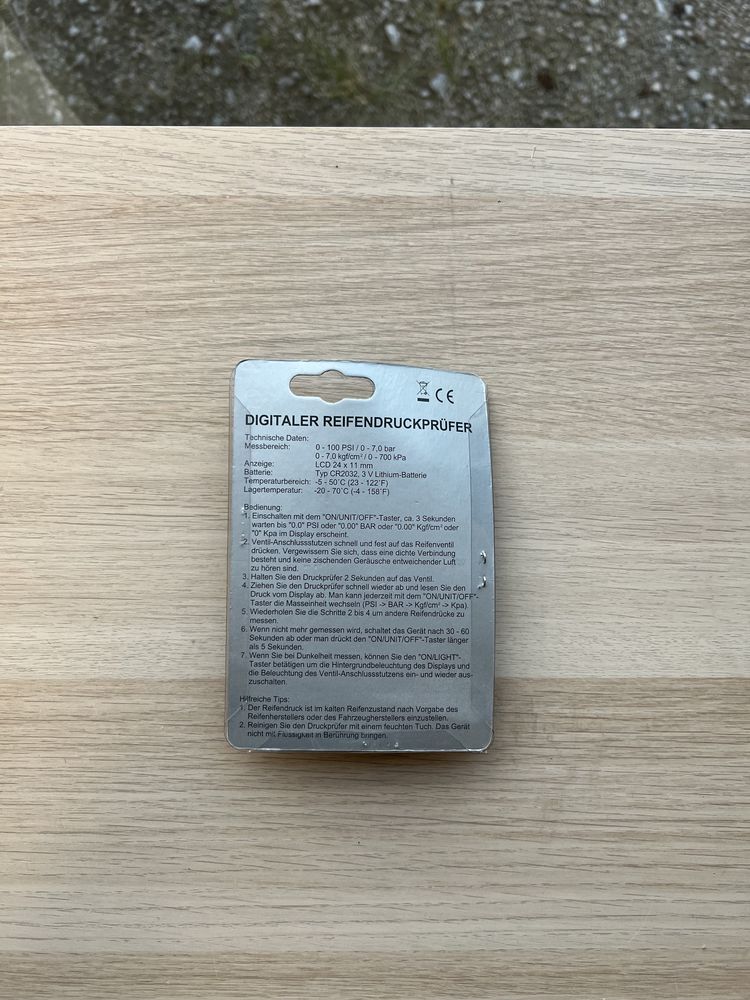 CE
DIGITALER REIFENDRUCKPRÜFER
Technische Daten:
Messbereich: 0 - 100 PSI / 0 - 7,0 bar
0 - 7,0 kgf/cm² / 0 - 700 kPa
Anzeige: LCD 24 x 11 mm
Batterie: Typ CR2032, 3 V Lithium-Batterie
Temperaturbereich: -5 - 50˚C (23 - 122˚F)
Lagertemperatur: -20 - 70˚C (-4 - 158˚F)
Bedienung:
1. Einschalten mit dem "ON/UNIT/OFF"-Taster, ca. 3 Sekunden
warten bis "0.0" PSI oder "0.00" BAR oder "0.00" Kgf/cm² oder
"0" Kpa im Display erscheint.
2. Ventil-Anschlussstutzen schnell und fest auf das Reifenventil
drücken. Vergewissern Sie sich, dass eine dichte Verbindung
besteht und keine zischenden Geräusche entweichender Luft
zu hören sind.
3. Halten Sie den Druckprüfer 2 Sekunden auf das Ventil.
4. Ziehen Sie den Druckprüfer schnell wieder ab und lesen Sie den
Druck vom Display ab. Man kann jederzeit mit dem "ON/UNIT/OFF"-
Taster die Masseinheit wechseln (PSI -> BAR -> Kgf/cm² -> Kpa).
5. Wiederholen Sie die Schritte 2 bis 4 um andere Reifendrücke zu
messen.
6. Wenn nicht mehr gemessen wird, schaltet das Gerät nach 30 - 60
Sekunden ab oder man drückt den "ON/UNIT/OFF"-Taster länger
als 5 Sekunden.
7. Wenn Sie bei Dunkelheit messen, können Sie den "ON/LIGHT"-
Taster betätigen um die Hintergrundbeleuchtung des Displays und
die Beleuchtung des Ventil-Anschlussstutzens ein- und wieder aus-
zuschalten.
Hilfreiche Tips:
1. Der Reifendruck ist im kalten Reifenzustand nach Vorgabe des
Reifenherstellers oder des Fahrzeugherstellers einzustellen.
2. Reinigen Sie den Druckprüfer mit einem feuchten Tuch. Das Gerät
nicht mit Flüssigkeit in Berührung bringen.